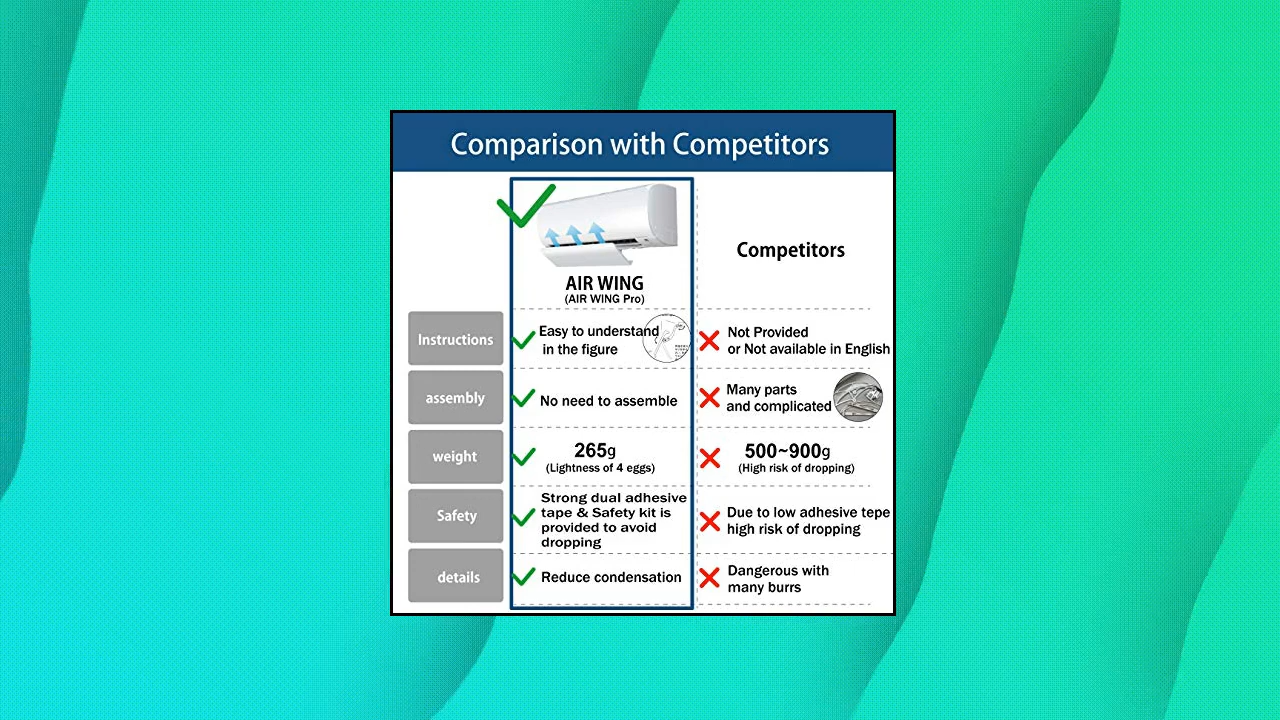 Comparison with Competitors
AIR WING
(AIR WING Pro)
Competitors
Instructions
Easy to understand
in the figure
Not Provided
or Not available in English
assembly
No need to assemble
Many parts
and complicated
weight
265g
(Lightness of 4 eggs)
500~900g
(High risk of dropping)
Safety
Strong dual adhesive
tape & Safety kit is
provided to avoid
dropping
Due to low adhesive tepe
high risk of dropping
details
Reduce condensation
Dangerous with
many burrs